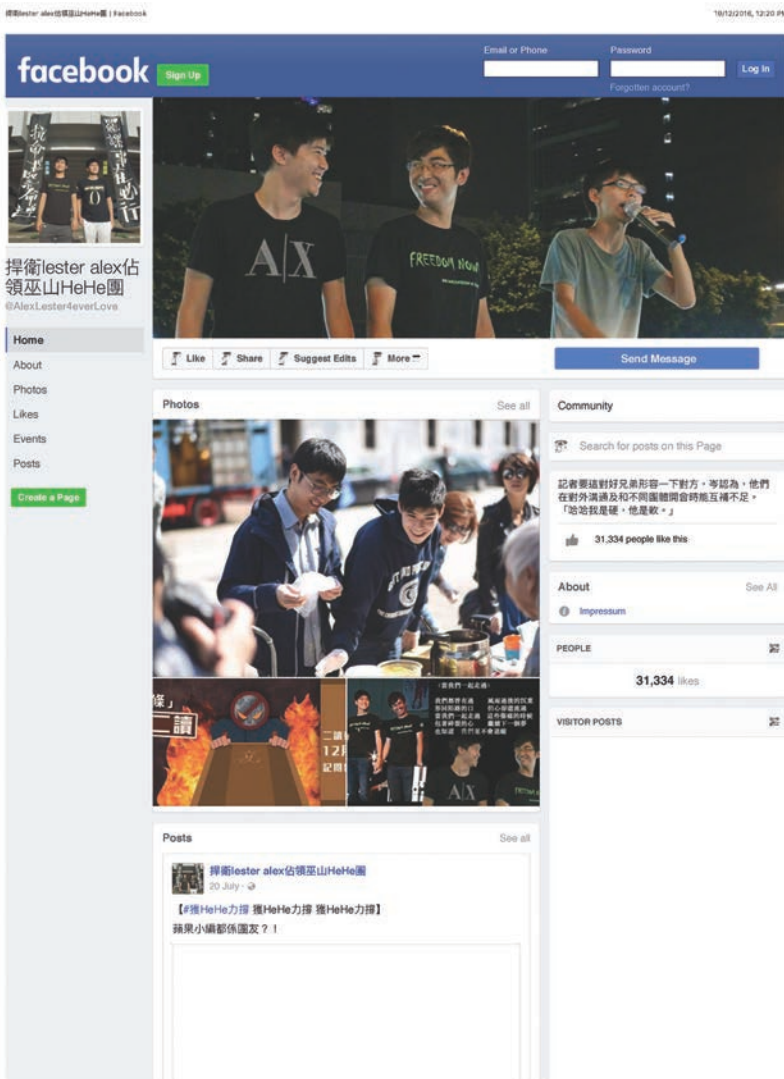 捍衛lester alex佔領巫山HeHe團 | Facebook
19/12/2016, 12:20 PM
facebook
Sign Up
Email or Phone
Password
Log In
Forgotten account?
捍衛lester alex佔
領巫山HeHe團
@AlexLester4everLove
Home
About
Photos
Likes
Events
Posts
Create a Page
A|X
FREEDOM NOW
Like
Share
Suggest Edits
More
Send Message
Photos
See all
條」
二讀
12月
記得
A|X
Community
Search for posts on this Page
記者要這對好兄弟形容一下對方，岑認為，他們
在對外溝通及和不同團體開會時能互補不足。
「哈哈我是硬，他是軟。」
31,334 people like this
About
See All
Impressum
PEOPLE
31,334 likes
VISITOR POSTS
Posts
See all
捍衛lester alex佔領巫山HeHe團
20 July
【#獲HeHe力撐 獲HeHe力撐 獲HeHe力撐】
蘋果小編都係團友？！